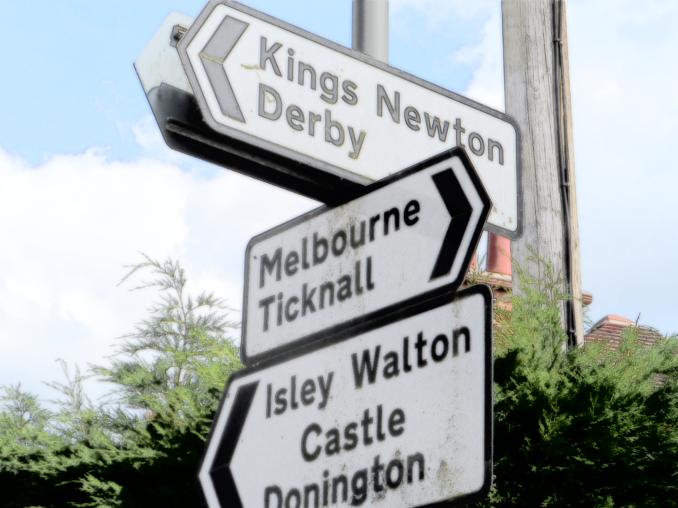 Kings Newton
Derby
Melbourne
Ticknall
Isley Walton
Castle
Donington